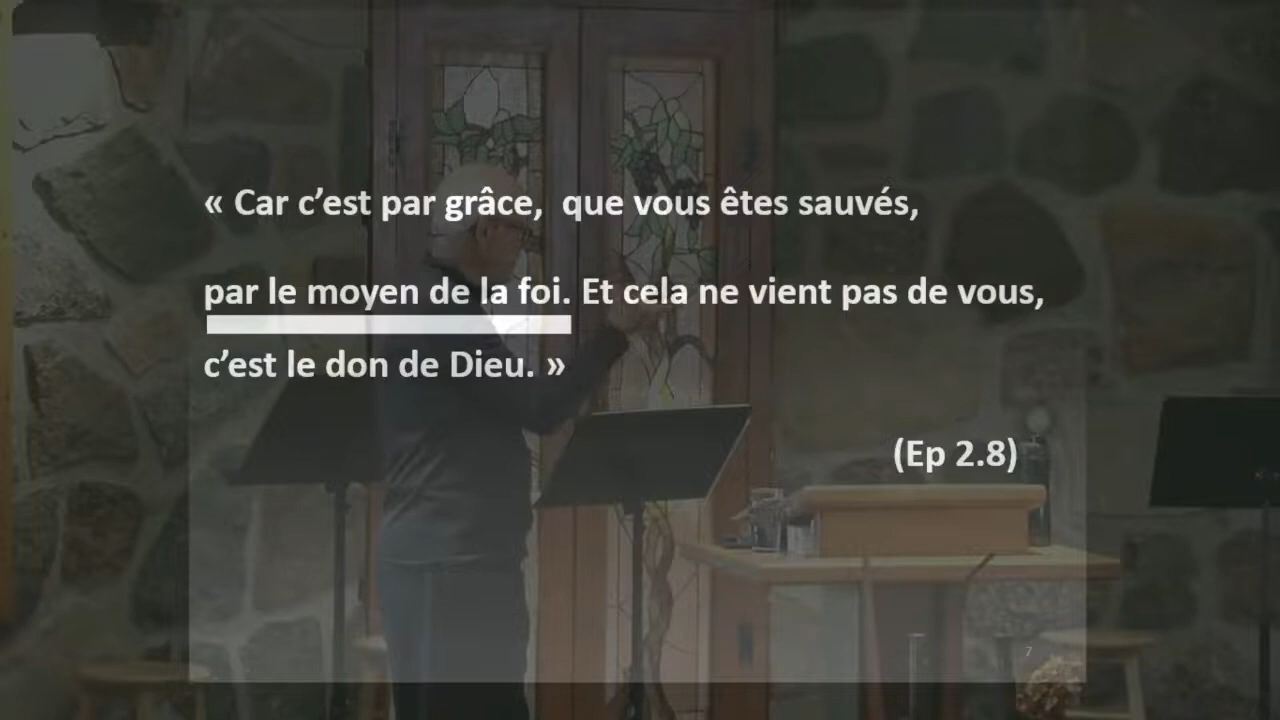 « Car c’est par grâce,  que vous êtes sauvés,
par le moyen de la foi. Et cela ne vient pas de vous,
c’est le don de Dieu. »
(Ep 2.8)
7